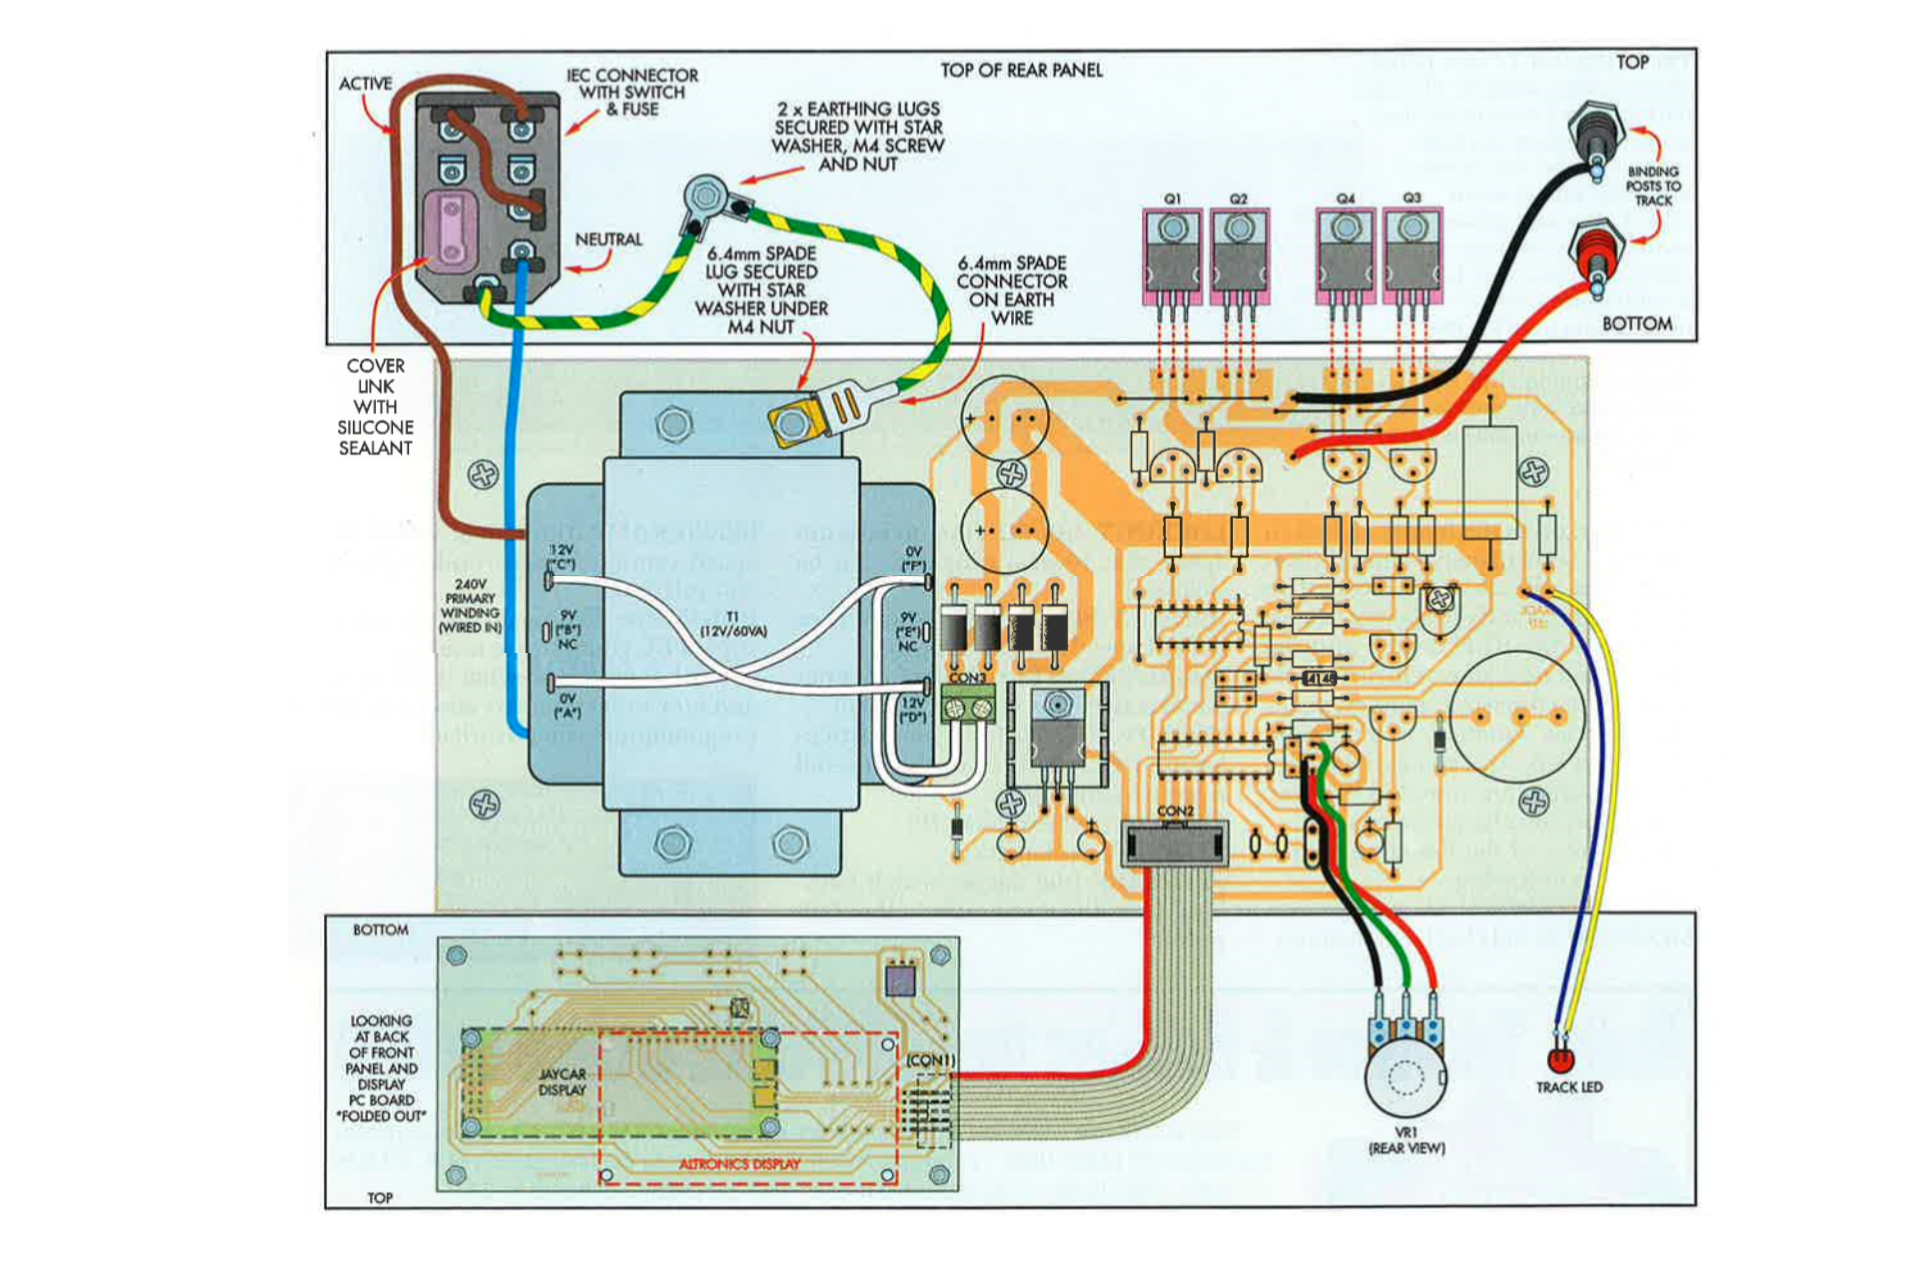 TOP OF REAR PANEL
TOP
ACTIVE
IEC CONNECTOR
WITH SWITCH
& FUSE
2 x EARTHING LUGS
SECURED WITH STAR
WASHER, M4 SCREW
AND NUT
BINDING
POSTS TO
TRACK
Q1
Q2
Q4
Q3
NEUTRAL
6.4mm SPADE
LUG SECURED
WITH STAR
WASHER UNDER
M4 NUT
6.4mm SPADE
CONNECTOR
ON EARTH
WIRE
BOTTOM
COVER
LINK
WITH
SILICONE
SEALANT
12V
("C")
0V
("F")
240V
PRIMARY
WINDING
(WIRED IN)
9V
("B")
NC
T1
(12V/60VA)
9V
("E")
NC
0V
("A")
12V
("D")
CON3
4148
CON2
BOTTOM
LOOKING
AT BACK
OF FRONT
PANEL AND
DISPLAY
PC BOARD
"FOLDED OUT"
TOP
JAYCAR
DISPLAY
ALTRONICS DISPLAY
(CON1)
VR1
(REAR VIEW)
TRACK LED